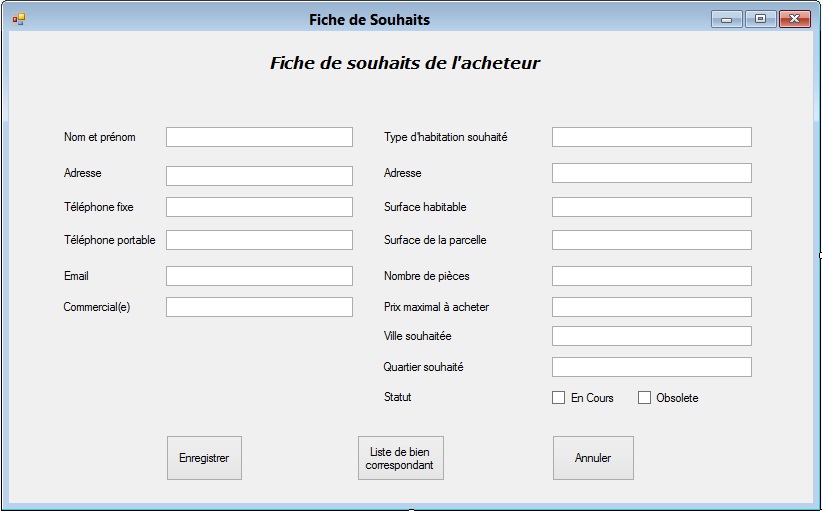 Fiche de Souhaits
Fiche de souhaits de l'acheteur
Nom et prénom
Type d'habitation souhaité
Adresse
Adresse
Téléphone fixe
Surface habitable
Téléphone portable
Surface de la parcelle
Email
Nombre de pièces
Commercial(e)
Prix maximal à acheter
Ville souhaitée
Quartier souhaité
Statut
En Cours
Obsolete
Enregistrer
Liste de bien
correspondant
Annuler